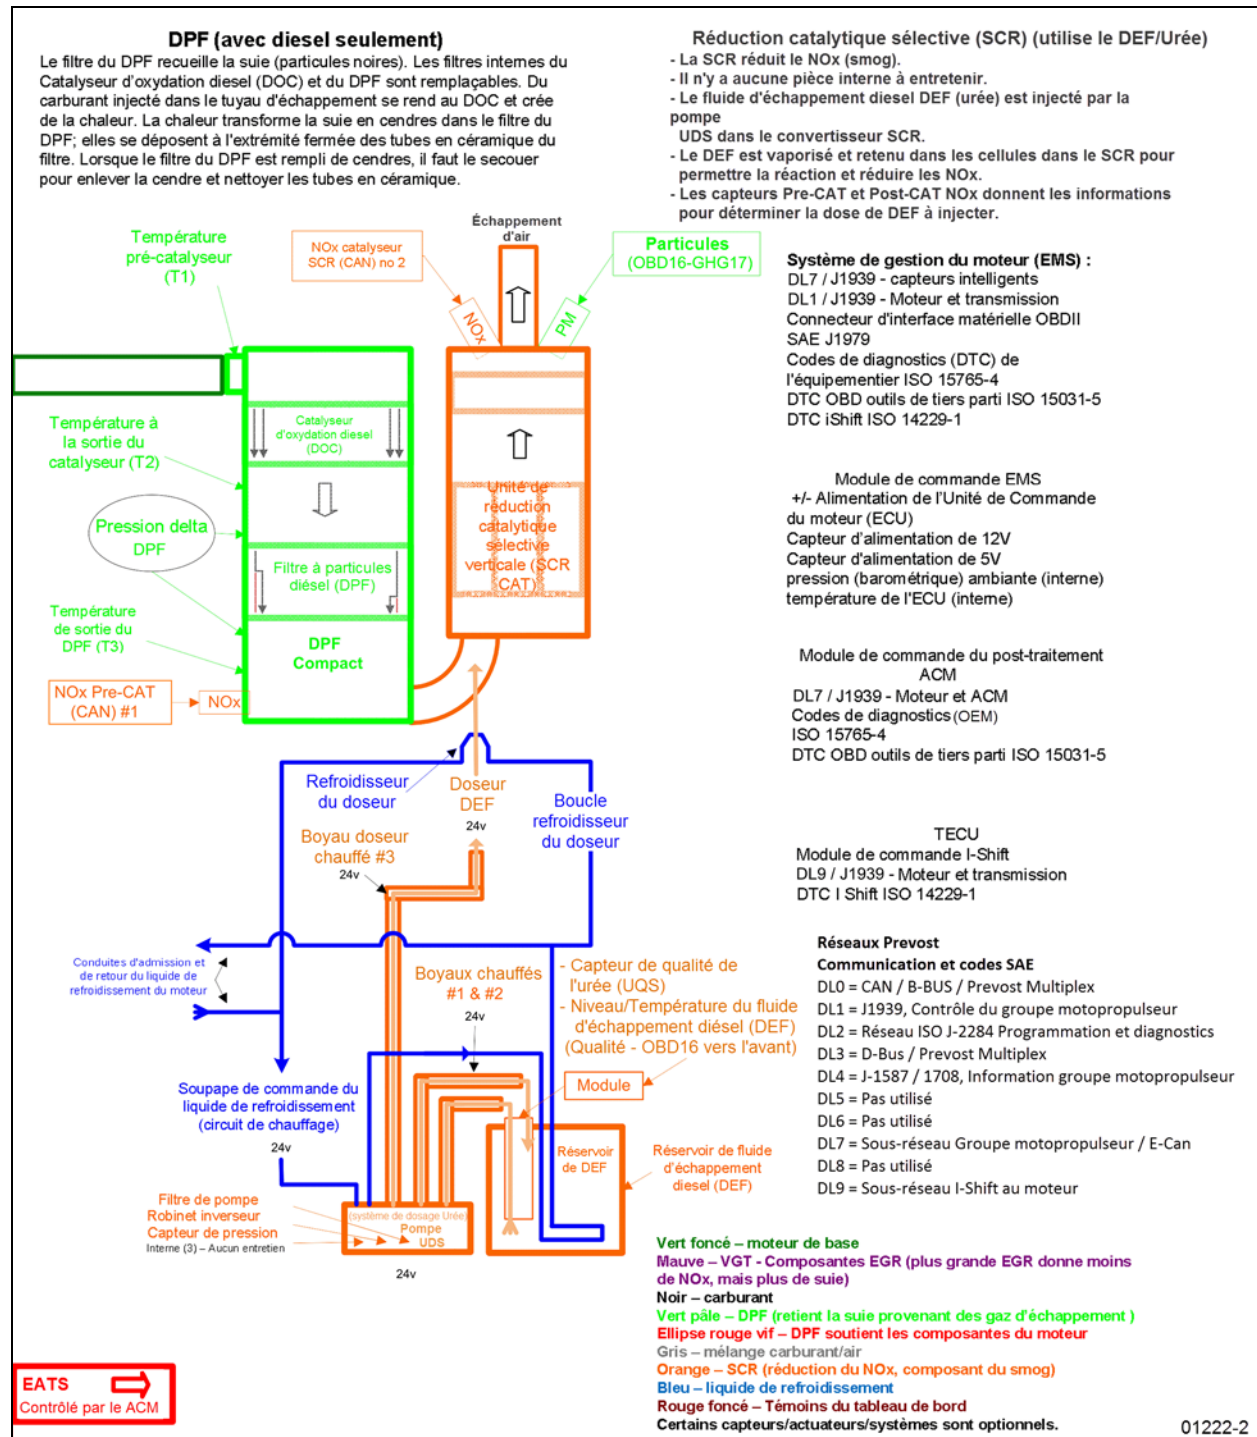 DPF (avec diesel seulement)
Le filtre du DPF recueille la suie (particules noires). Les filtres internes du
Catalyseur d'oxydation diesel (DOC) et du DPF sont remplaçables. Du
carburant injecté dans le tuyau d'échappement se rend au DOC et crée
de la chaleur. La chaleur transforme la suie en cendres dans le filtre du
DPF; elles se déposent à l'extrémité fermée des tubes en céramique du
filtre. Lorsque le filtre du DPF est rempli de cendres, il faut le secouer
pour enlever la cendre et nettoyer les tubes en céramique.
Réduction catalytique sélective (SCR) (utilise le DEF/Urée)
- La SCR réduit le NOx (smog).
- Il n'y a aucune pièce interne à entretenir.
- Le fluide d'échappement diesel DEF (urée) est injecté par la
pompe
UDS dans le convertisseur SCR.
- Le DEF est vaporisé et retenu dans les cellules dans le SCR pour
permettre la réaction et réduire les NOx.
- Les capteurs Pre-CAT et Post-CAT NOx donnent les informations
pour déterminer la dose de DEF à injecter.
Température
pré-catalyseur
(T1)
NOx catalyseur
SCR (CAN) no 2
Échappement
d'air
Particules
(OBD16-GHG17)
NOx
PM
Température à
la sortie du
catalyseur (T2)
Catalyseur
d'oxydation diesel
(DOC)
Pression delta
DPF
Filtre à particules
diésel (DPF)
Unité de
réduction
catalytique
sélective
verticale (SCR
CAT)
Température
de sortie du
DPF (T3)
DPF
Compact
NOx Pre-CAT
(CAN) #1
NOx
Système de gestion du moteur (EMS) :
DL7 / J1939 - capteurs intelligents
DL1 / J1939 - Moteur et transmission
Connecteur d'interface matérielle OBDII
SAE J1979
Codes de diagnostics (DTC) de
l'équipementier ISO 15765-4
DTC OBD outils de tiers parti ISO 15031-5
DTC iShift ISO 14229-1
Module de commande EMS
+/- Alimentation de l'Unité de Commande
du moteur (ECU)
Capteur d'alimentation de 12V
Capteur d'alimentation de 5V
pression (barométrique) ambiante (interne)
température de l'ECU (interne)
Module de commande du post-traitement
ACM
DL7 / J1939 - Moteur et ACM
Codes de diagnostics (OEM)
ISO 15765-4
DTC OBD outils de tiers parti ISO 15031-5
TECU
Module de commande I-Shift
DL9 / J1939 - Moteur et transmission
DTC I Shift ISO 14229-1
Refroidisseur
du doseur
Doseur
DEF
24v
Boucle
refroidisseur
du doseur
Boyau doseur
chauffé #3
24v
Conduites d'admission et
de retour du liquide de
refroidissement du moteur
Boyaux chauffés
#1 & #2
24v
- Capteur de qualité de
l'urée (UQS)
- Niveau/Température du fluide
d'échappement diésel (DEF)
(Qualité - OBD16 vers l'avant)
Module
Soupape de commande du
liquide de refroidissement
(circuit de chauffage)
24v
Réservoir
de DEF
Réservoir de fluide
d'échappement
diesel (DEF)
Filtre de pompe
Robinet inverseur
Capteur de pression
Interne (3) – Aucun entretien
(système de dosage Urée)
Pompe
UDS
24v
Réseaux Prevost
Communication et codes SAE
DL0 = CAN / B-BUS / Prevost Multiplex
DL1 = J1939, Contrôle du groupe motopropulseur
DL2 = Réseau ISO J-2284 Programmation et diagnostics
DL3 = D-Bus / Prevost Multiplex
DL4 = J-1587 / 1708, Information groupe motopropulseur
DL5 = Pas utilisé
DL6 = Pas utilisé
DL7 = Sous-réseau Groupe motopropulseur / E-Can
DL8 = Pas utilisé
DL9 = Sous-réseau I-Shift au moteur
Vert foncé – moteur de base
Mauve – VGT - Composantes EGR (plus grande EGR donne moins
de NOx, mais plus de suie)
Noir – carburant
Vert pâle – DPF (retient la suie provenant des gaz d'échappement )
Ellipse rouge vif – DPF soutient les composantes du moteur
Gris – mélange carburant/air
Orange – SCR (réduction du NOx, composant du smog)
Bleu – liquide de refroidissement
Rouge foncé – Témoins du tableau de bord
Certains capteurs/actuateurs/systèmes sont optionnels.
EATS
Contrôlé par le ACM
01222-2